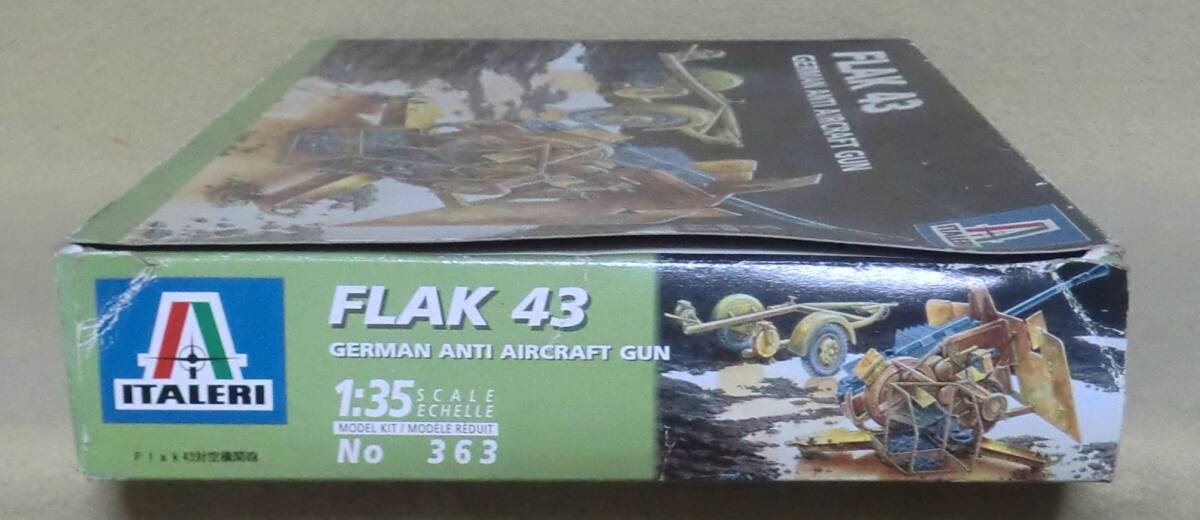 FLAK 43
GERMAN ANTI AIRCRAFT GUN
ITALERI
ITALERI
FLAK 43
GERMAN ANTI AIRCRAFT GUN
1:35 SCALE
ECHELLE
MODEL KIT / MODÈLE RÉDUIT
No 363
Flak43対空機関砲